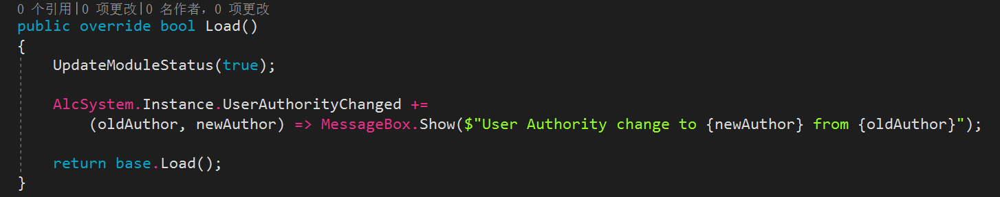 0 个引用|0 项更改|0 名作者, 0 项更改
public override bool Load()
{
    UpdateModuleStatus(true);
    AlcSystem.Instance.UserAuthorityChanged +=
        (oldAuthor, newAuthor) => MessageBox.Show($"User Authority change to {newAuthor} from {oldAuthor}");
    return base.Load();
}